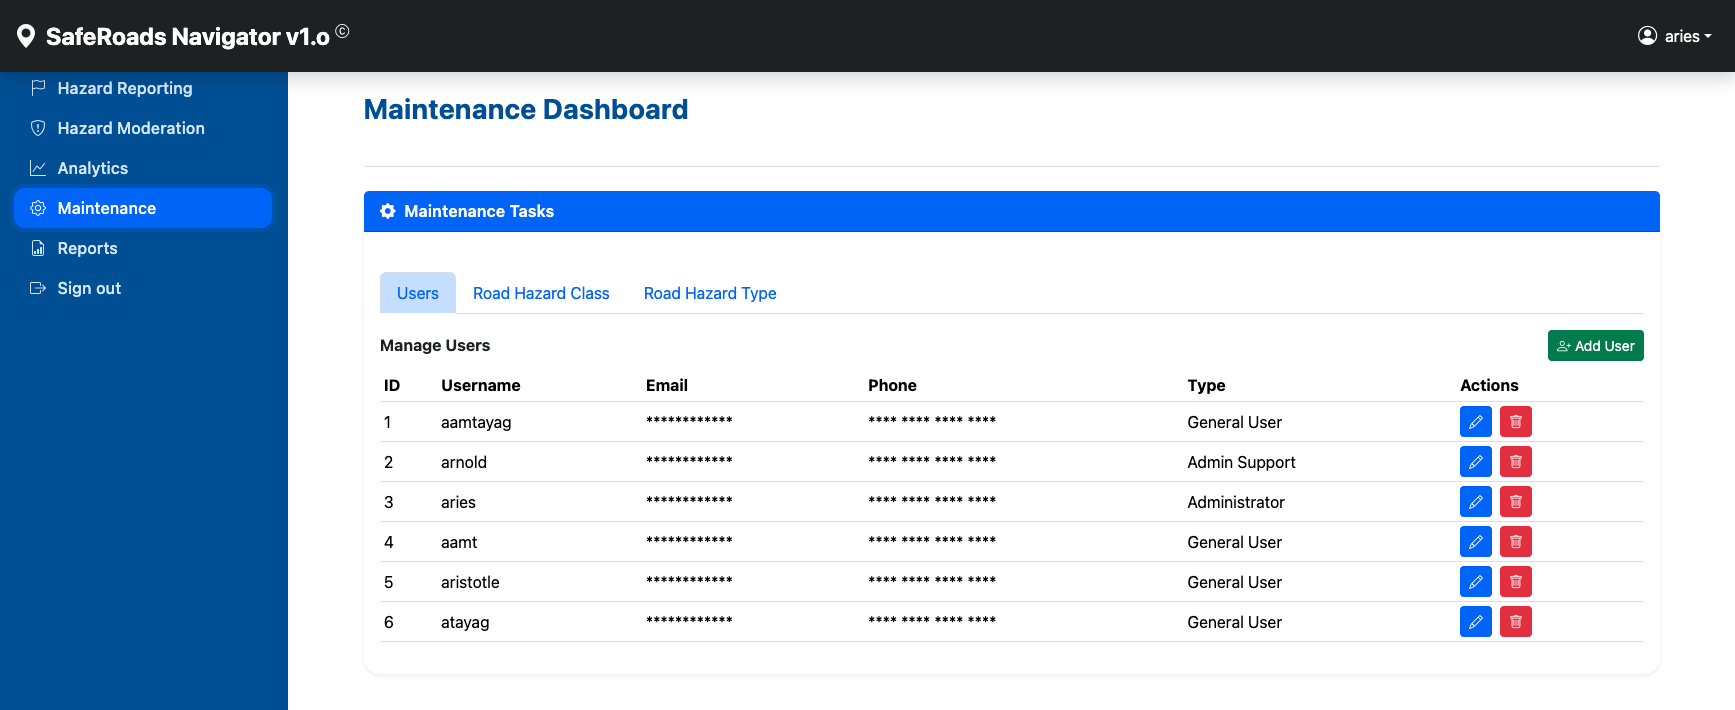 SafeRoads Navigator v1.o ©
aries
Hazard Reporting
Hazard Moderation
Analytics
Maintenance
Reports
Sign out
Maintenance Dashboard
Maintenance Tasks
Users Road Hazard Class Road Hazard Type
Manage Users
Add User
ID Username Email Phone Type Actions
1 aamtayag ************ **** **** **** **** General User
2 arnold ************ **** **** **** **** Admin Support
3 aries ************ **** **** **** **** Administrator
4 aamt ************ **** **** **** **** General User
5 aristotle ************ **** **** **** **** General User
6 atayag ************ **** **** **** **** General User